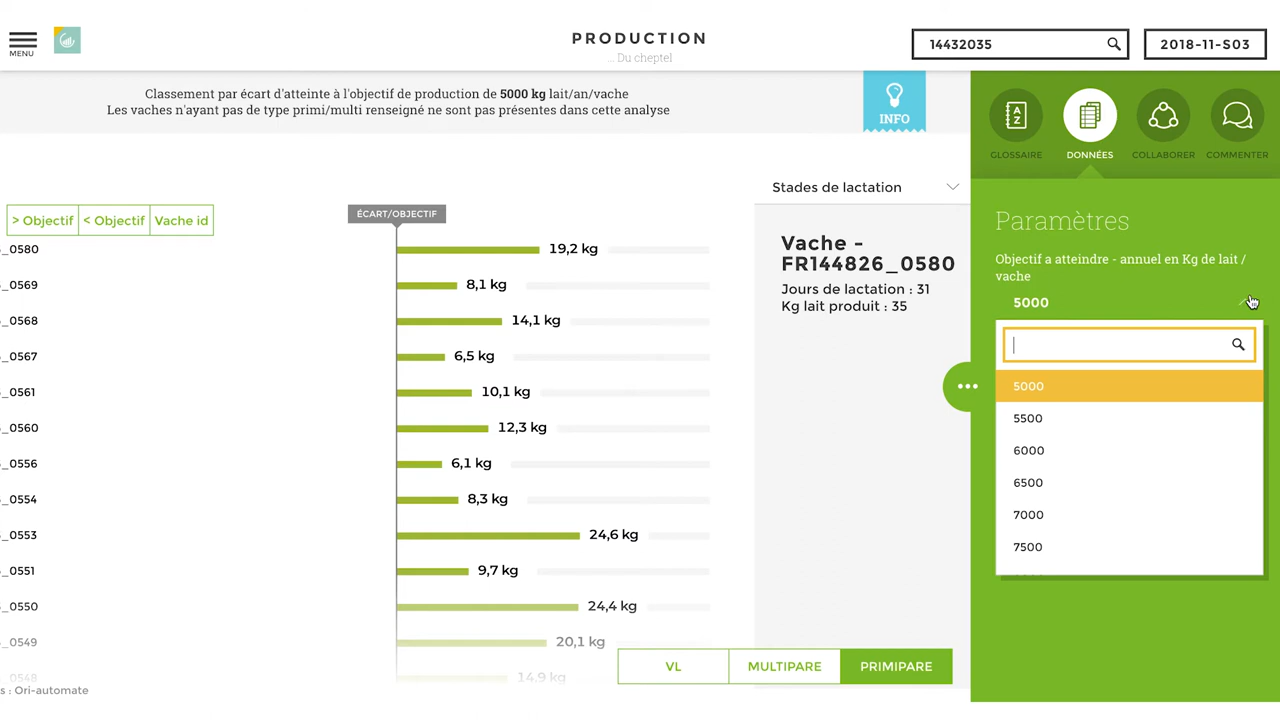 MENU
PRODUCTION
... Du cheptel
14432035
2018-11-S03
Classement par écart d'atteinte à l'objectif de production de 5000 kg lait/an/vache
Les vaches n'ayant pas de type primi/multi renseigné ne sont pas présentes dans cette analyse
INFO
GLOSSAIRE
DONNÉES
COLLABORER
COMMENTER
Stades de lactation
> Objectif
< Objectif
Vache id
ÉCART/OBJECTIF
_0580 19,2 kg
_0569 8,1 kg
_0568 14,1 kg
_0567 6,5 kg
_0561 10,1 kg
_0560 12,3 kg
_0556 6,1 kg
_0554 8,3 kg
_0553 24,6 kg
_0551 9,7 kg
_0550 24,4 kg
_0549 20,1 kg
_0548 14,9 kg
Vache -
FR144826_0580
Jours de lactation : 31
Kg lait produit : 35
VL
MULTIPARE
PRIMIPARE
s : Ori-automate
Paramètres
Objectif a atteindre - annuel en Kg de lait /
vache
5000
5000
5500
6000
6500
7000
7500